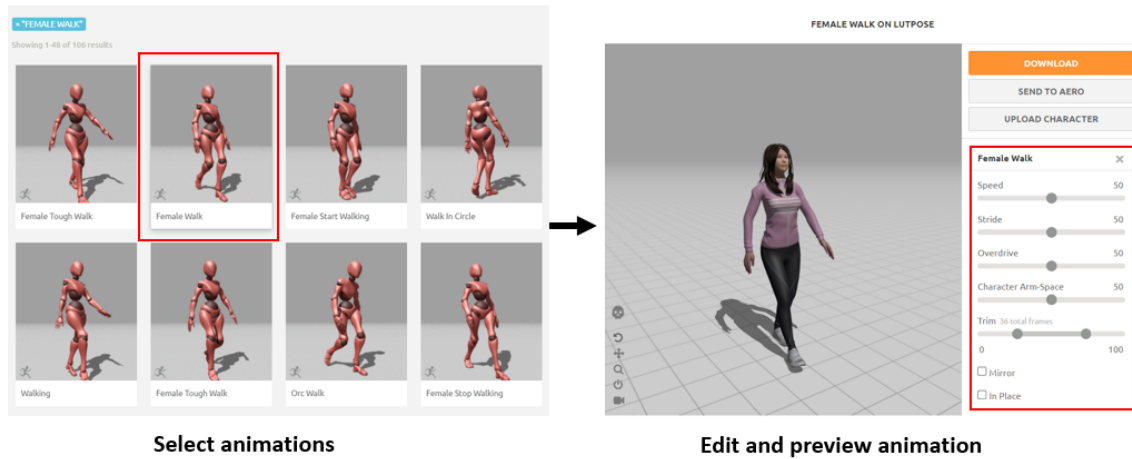 × "FEMALE WALK"
Showing 1-48 of 106 results
Female Tough Walk
Female Walk
Female Start Walking
Walk In Circle
Walking
Female Tough Walk
Orc Walk
Female Stop Walking
Select animations
FEMALE WALK ON LUTPOSE
DOWNLOAD
SEND TO AERO
UPLOAD CHARACTER
Female Walk ×
Speed 50
Stride 50
Overdrive 50
Character Arm-Space 50
Trim 36 total frames
0 100
Mirror
In Place
Edit and preview animation